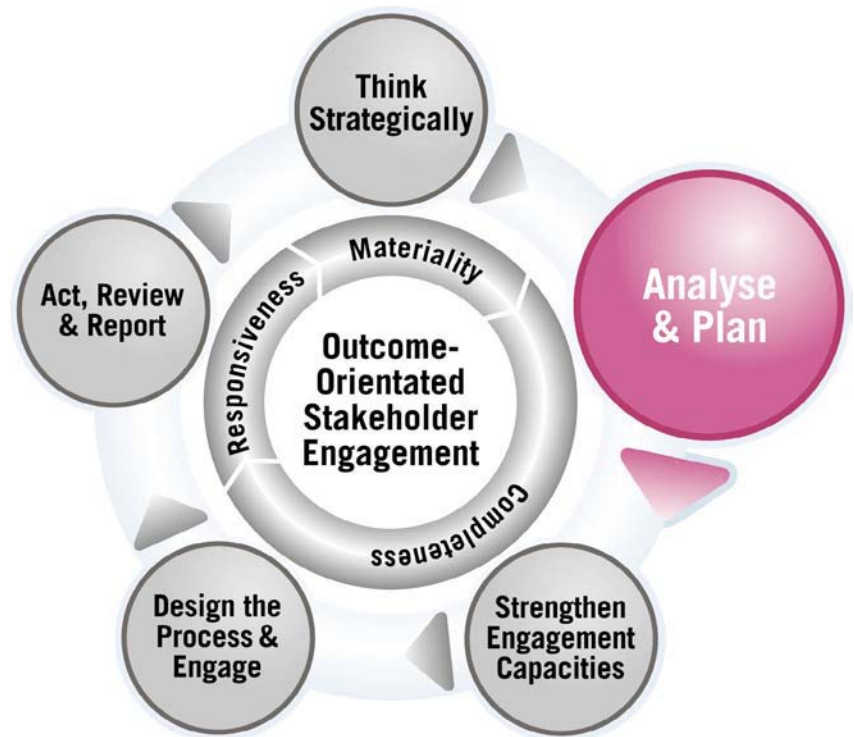 Think
Strategically
Analyse
& Plan
Strengthen
Engagement
Capacities
Design the
Process &
Engage
Act, Review
& Report
Materiality
Completeness
Responsiveness
Outcome-
Orientated
Stakeholder
Engagement